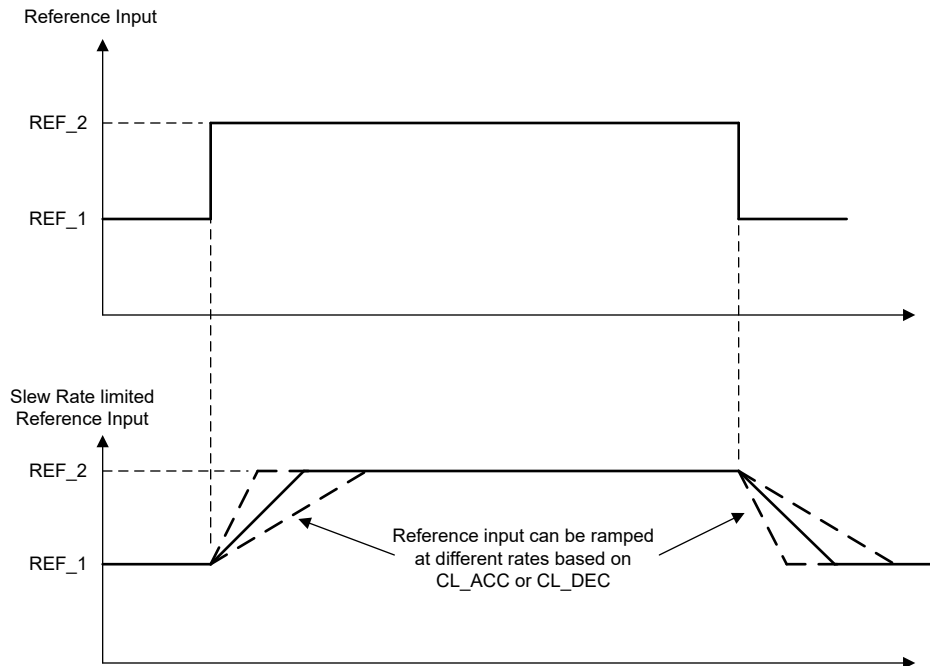 Reference Input
REF_2
REF_1
Slew Rate limited
Reference Input
REF_2
Reference input can be ramped
at different rates based on
CL_ACC or CL_DEC
REF_1